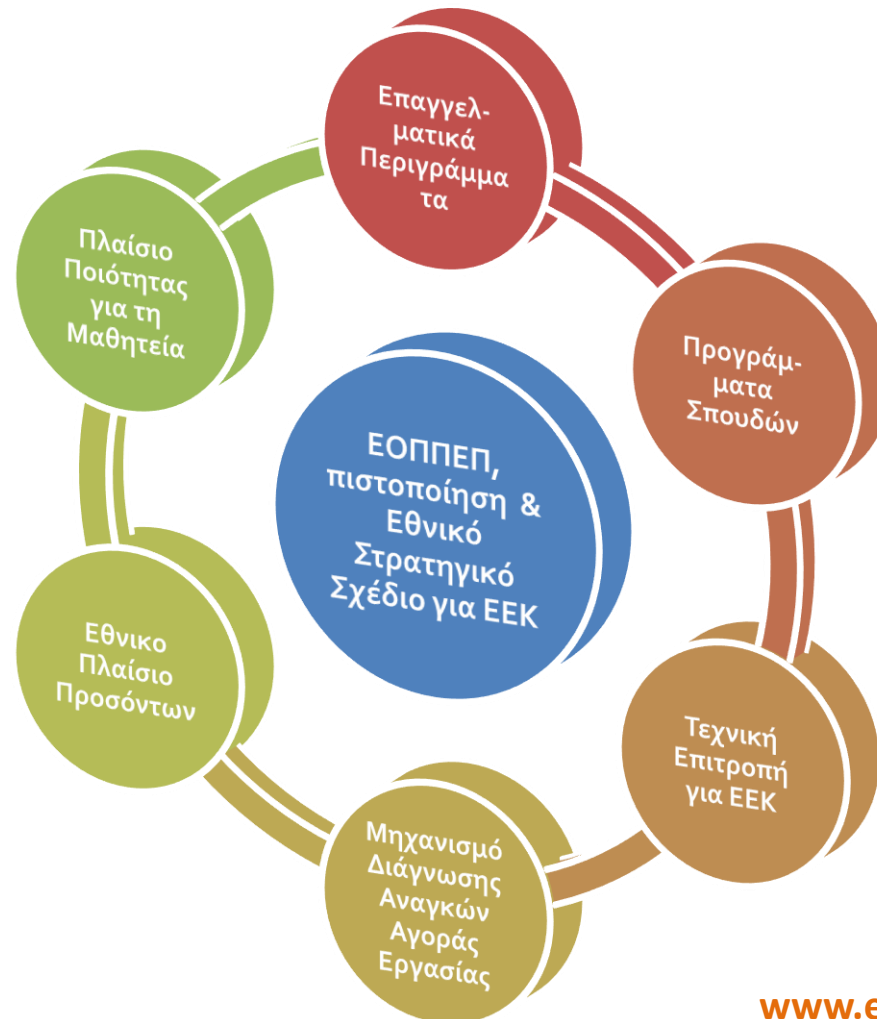 Επαγγελ-
ματικά
Περιγράμμα
τα
Προγράμ-
ματα
Σπουδών
Τεχνική
Επιτροπή
για ΕΕΚ
Μηχανισμό
Διάγνωσης
Αναγκών
Αγοράς
Εργασίας
Εθνικο
Πλαίσιο
Προσόντων
Πλαίσιο
Ποιότητας
για τη
Μαθητεία
ΕΟΠΠΕΠ,
πιστοποίηση &
Εθνικό
Στρατηγικό
Σχέδιο για ΕΕΚ
www.e